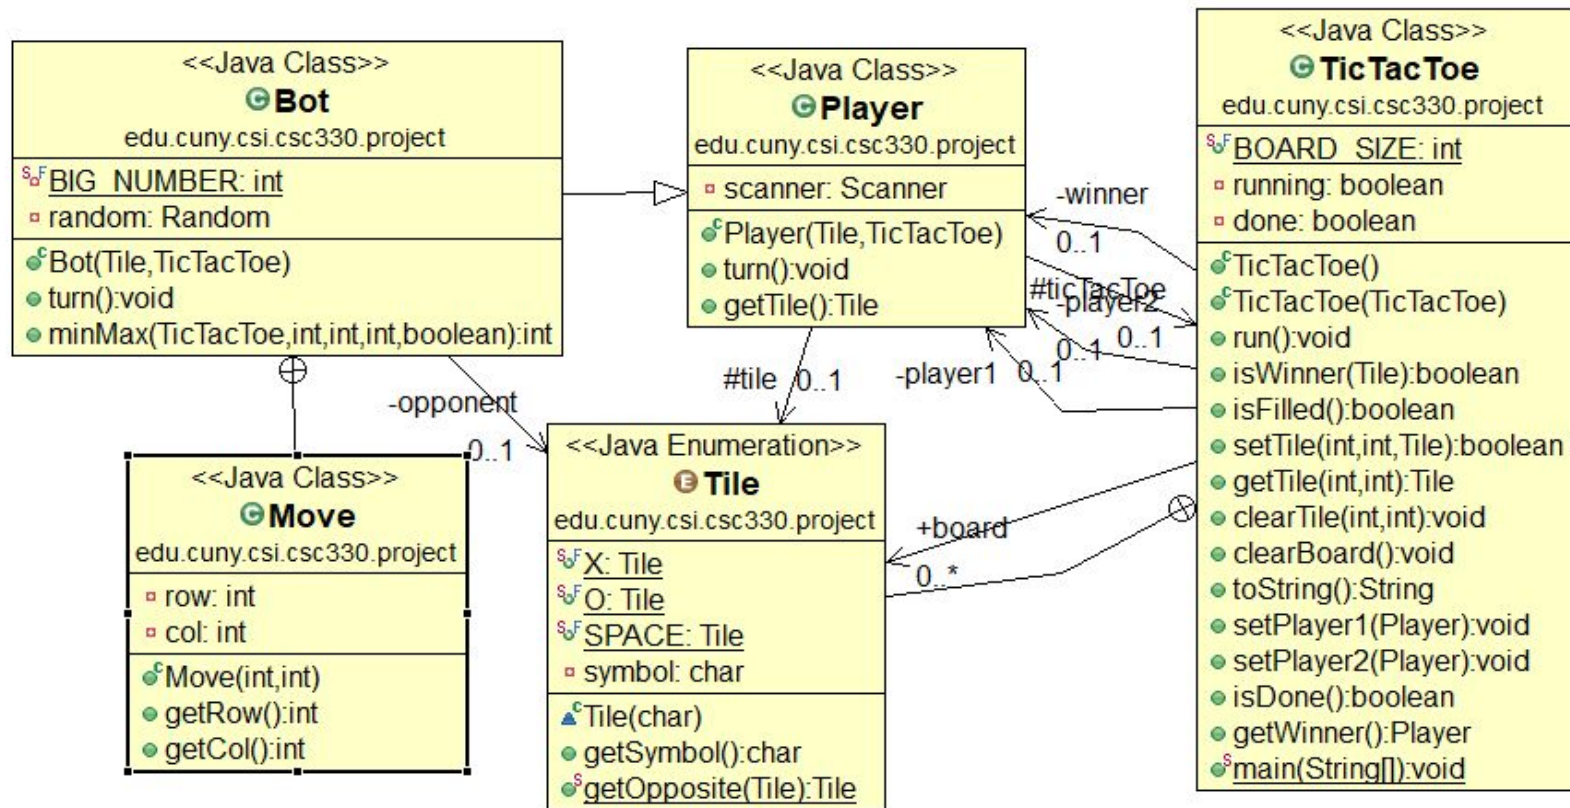 <<Java Class>>
Bot
edu.cuny.csi.csc330.project
BIG_NUMBER: int
random: Random
Bot(Tile,TicTacToe)
turn():void
minMax(TicTacToe,int,int,int,boolean):int
<<Java Class>>
Player
edu.cuny.csi.csc330.project
scanner: Scanner
Player(Tile,TicTacToe)
turn():void
getTile():Tile
<<Java Class>>
TicTacToe
edu.cuny.csi.csc330.project
BOARD_SIZE: int
running: boolean
done: boolean
TicTacToe()
TicTacToe(TicTacToe)
run():void
isWinner(Tile):boolean
isFilled():boolean
setTile(int,int,Tile):boolean
getTile(int,int):Tile
clearTile(int,int):void
clearBoard():void
toString():String
setPlayer1(Player):void
setPlayer2(Player):void
isDone():boolean
getWinner():Player
main(String[]):void
-winner
0..1
#ticTacToe
0..1
-player2
0..1
-player1
0..1
#tile
0..1
-opponent
0..1
+board
0..*
<<Java Class>>
Move
edu.cuny.csi.csc330.project
row: int
col: int
Move(int,int)
getRow():int
getCol():int
<<Java Enumeration>>
Tile
edu.cuny.csi.csc330.project
X: Tile
O: Tile
SPACE: Tile
symbol: char
Tile(char)
getSymbol():char
getOpposite(Tile):Tile